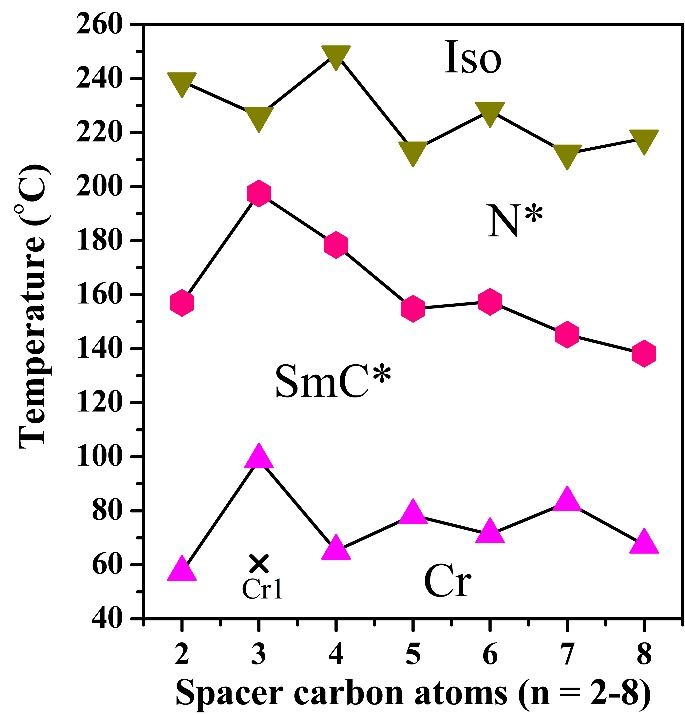 260
240
220
200
180
160
140
120
100
80
60
40
Temperature (°C)
Iso
N*
SmC*
Cr1
Cr
2 3 4 5 6 7 8
Spacer carbon atoms (n = 2-8)